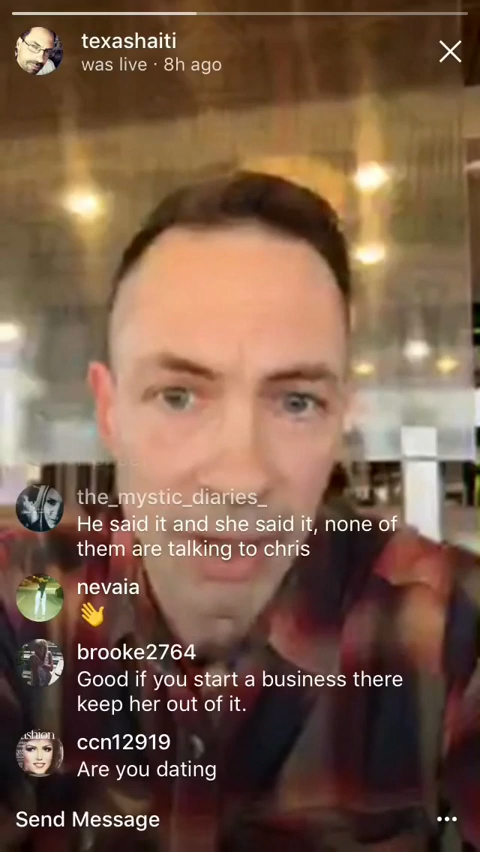 texashaiti
was live · 8h ago
the_mystic_diaries_
He said it and she said it, none of
them are talking to chris
nevaia
👋
brooke2764
Good if you start a business there
keep her out of it.
ccn12919
Are you dating
Send Message